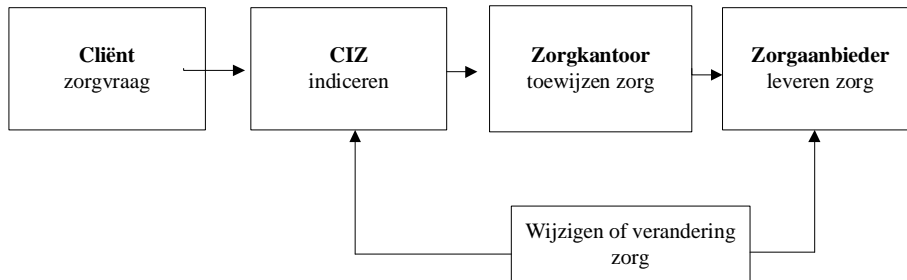 Cliënt
zorgvraag
CIZ
indiceren
Zorgkantoor
toewijzen zorg
Zorgaanbieder
leveren zorg
Wijzigen of verandering
zorg